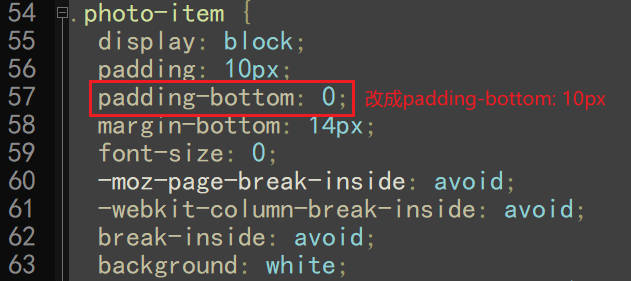 54 .photo-item {
55 display: block;
56 padding: 10px;
57 padding-bottom: 0; 改成padding-bottom: 10px
58 margin-bottom: 14px;
59 font-size: 0;
60 -moz-page-break-inside: avoid;
61 -webkit-column-break-inside: avoid;
62 break-inside: avoid;
63 background: white;